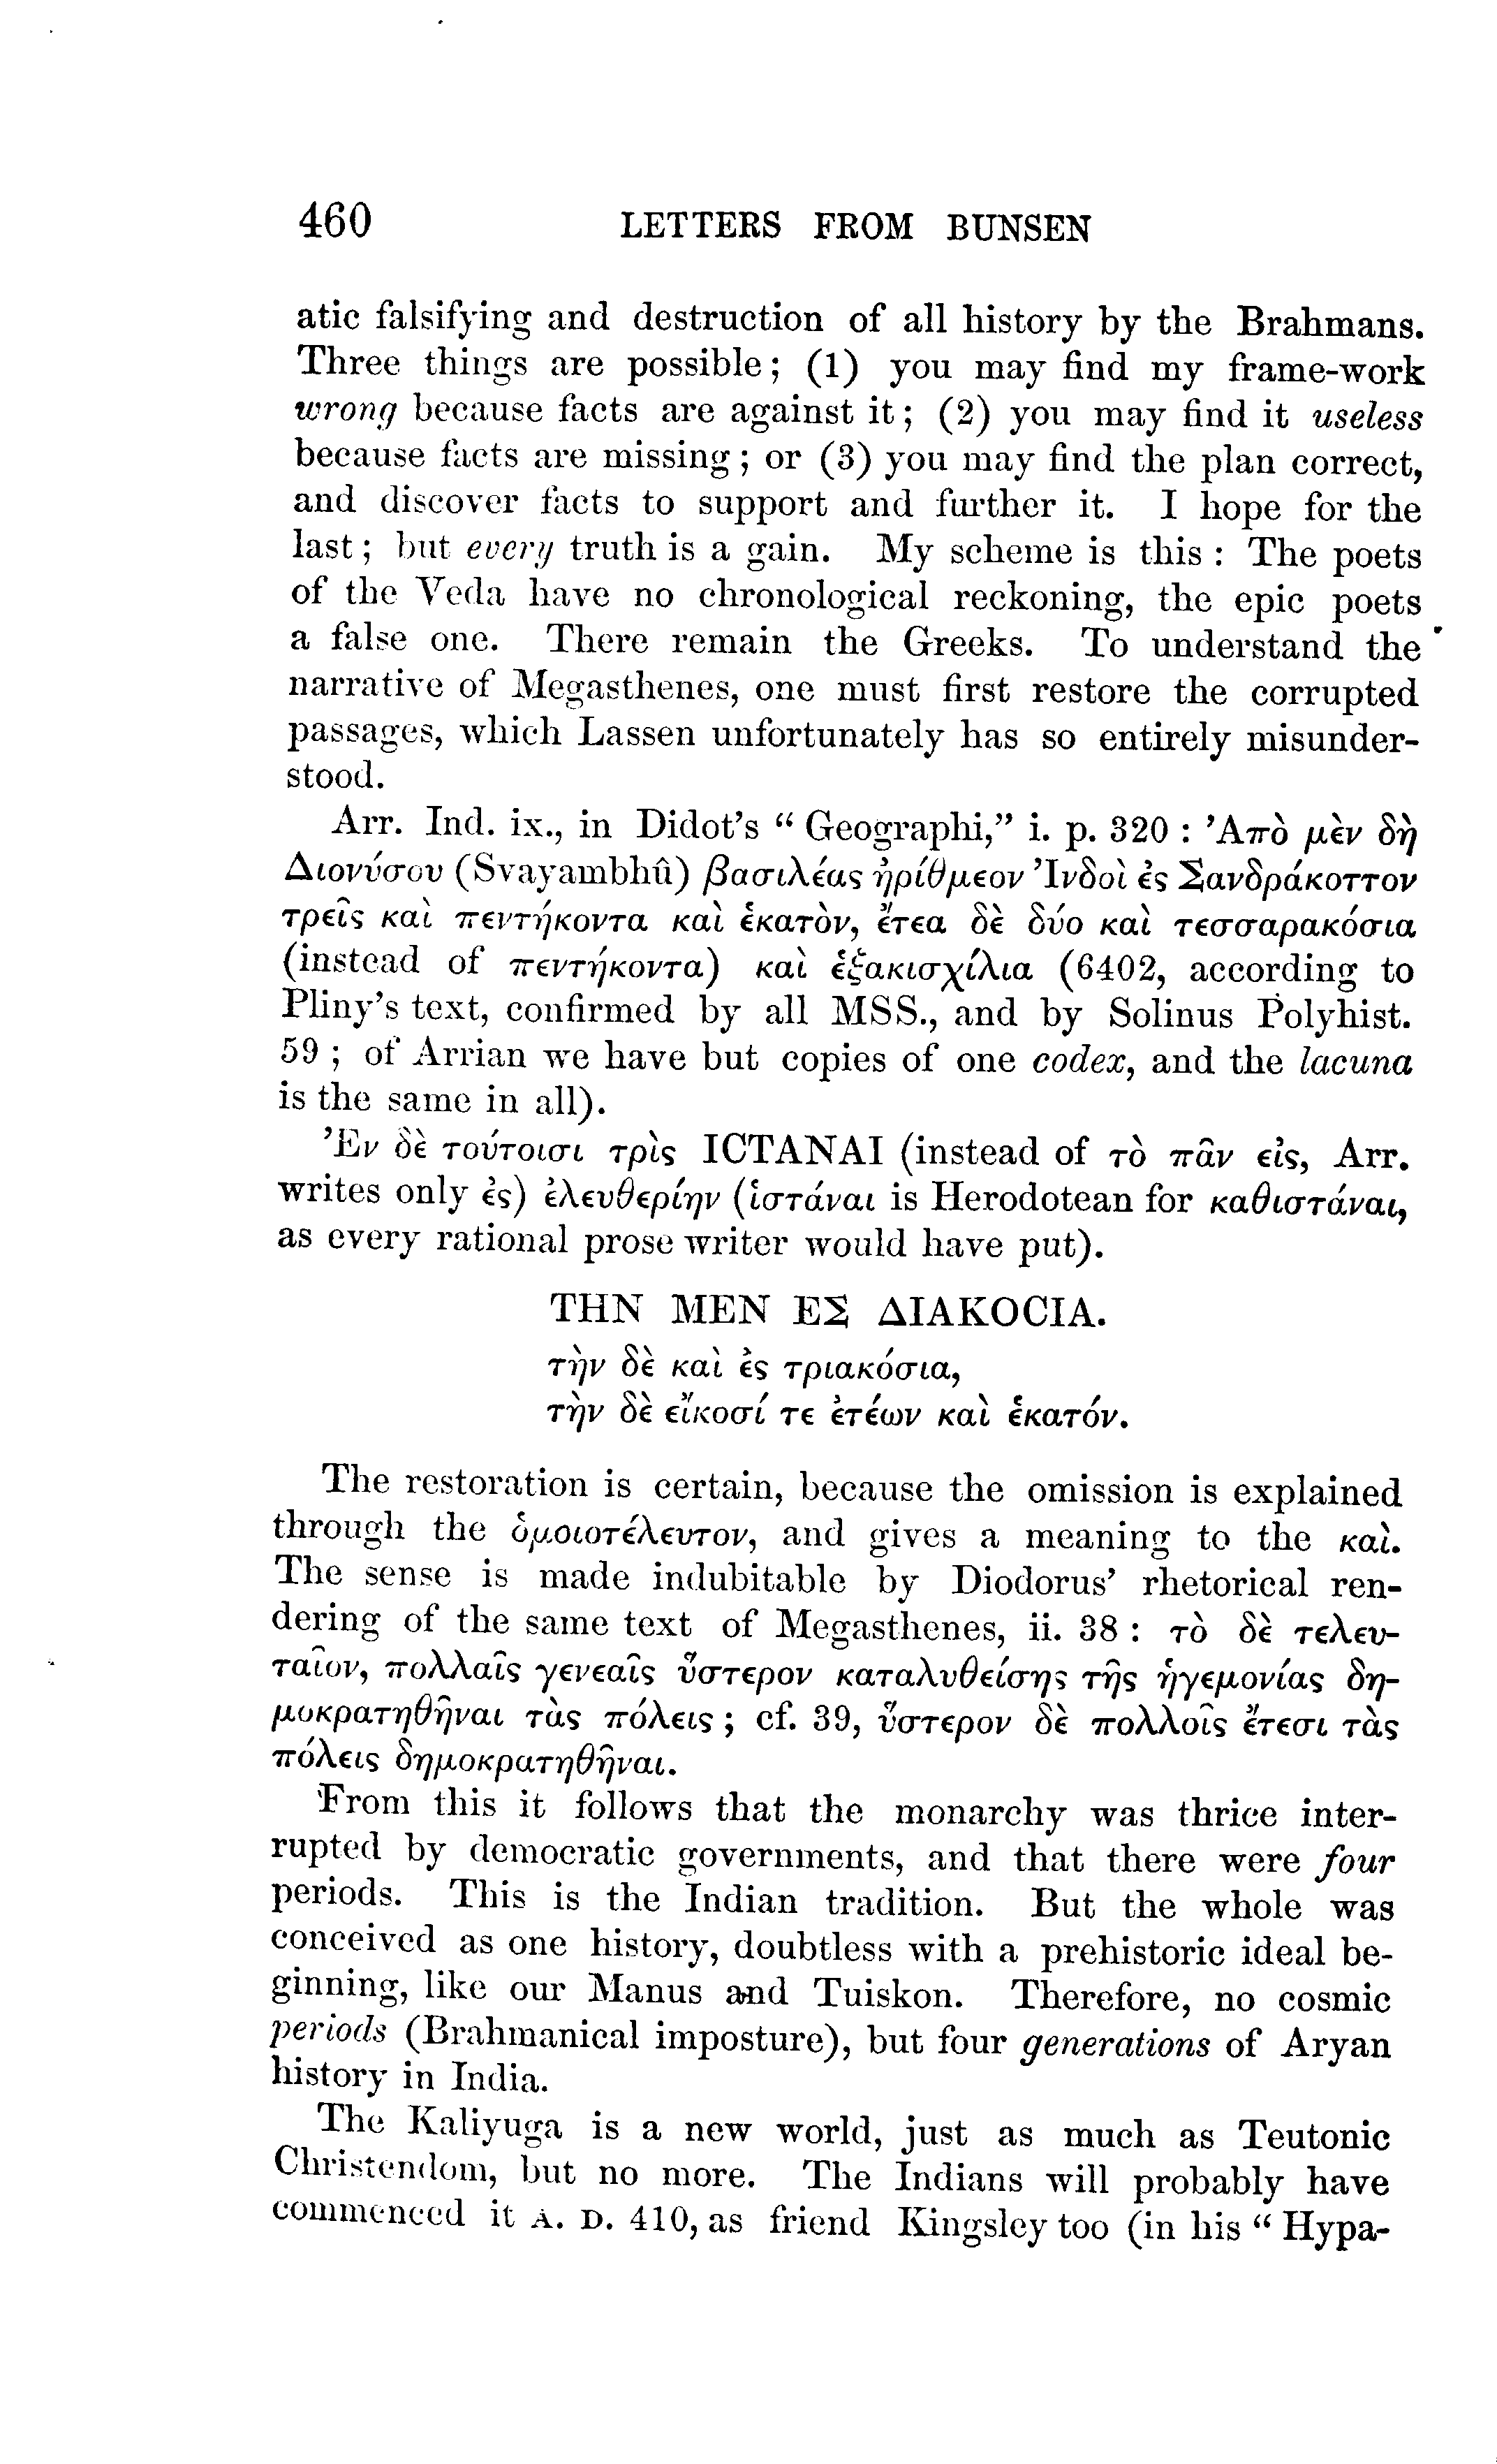 460 LETTERS FROM BUNSEN
atic falsifying and destruction of all history by the Brahmans.
Three things are possible; (1) you may find my frame-work
wrong because facts are against it; (2) you may find it useless
because facts are missing; or (3) you may find the plan correct,
and discover facts to support and further it. I hope for the
last; but every truth is a gain. My scheme is this: The poets
of the Veda have no chronological reckoning, the epic poets
a false one. There remain the Greeks. To understand the
narrative of Megasthenes, one must first restore the corrupted
passages, which Lassen unfortunately has so entirely misunder-
stood.
Arr. Ind. ix., in Didot's “Geographi,” i. p. 320: Ἀπὸ μὲν δὴ
Διονύσου (Svayambhû) βασιλέας ἠρίθμεον Ἰνδοὶ ἐς Σανδράκοττον
τρεῖς καὶ πεντήκοντα καὶ ἑκατὸν, ἔτεα δὲ δύο καὶ τεσσαρακόσια
(instead of πεντήκοντα) καὶ ἑξακισχίλια (6402, according to
Pliny's text, confirmed by all MSS., and by Solinus Polyhist.
59; of Arrian we have but copies of one codex, and the lacuna
is the same in all).
Ἐν δὲ τούτοισι τρὶς ΙCΤΑΝΑΙ (instead of τὸ πᾶν εἰς, Arr.
writes only ἐς) ἐλευθερίην (ἱστάναι is Herodotean for καθιστάναι,
as every rational prose writer would have put).
ΤΗΝ ΜΕΝ ΕΣ ΔΙΑΚΟCΙΑ.
τὴν δὲ καὶ ἐς τριακόσια,
τὴν δὲ εἴκοσί τε ἐτέων καὶ ἑκατόν.
The restoration is certain, because the omission is explained
through the ὁμοιοτέλευτον, and gives a meaning to the καὶ.
The sense is made indubitable by Diodorus' rhetorical ren-
dering of the same text of Megasthenes, ii. 38: τὸ δὲ τελευ-
ταῖον, πολλαῖς γενεαῖς ὕστερον καταλυθείσης τῆς ἡγεμονίας δη-
μοκρατηθῆναι τὰς πόλεις; cf. 39, ὕστερον δὲ πολλοῖς ἔτεσι τὰς
πόλεις δημοκρατηθῆναι.
From this it follows that the monarchy was thrice inter-
rupted by democratic governments, and that there were four
periods. This is the Indian tradition. But the whole was
conceived as one history, doubtless with a prehistoric ideal be-
ginning, like our Manus and Tuiskon. Therefore, no cosmic
periods (Brahmanical imposture), but four generations of Aryan
history in India.
The Kaliyuga is a new world, just as much as Teutonic
Christendom, but no more. The Indians will probably have
commenced it A. D. 410, as friend Kingsley too (in his “Hypa-